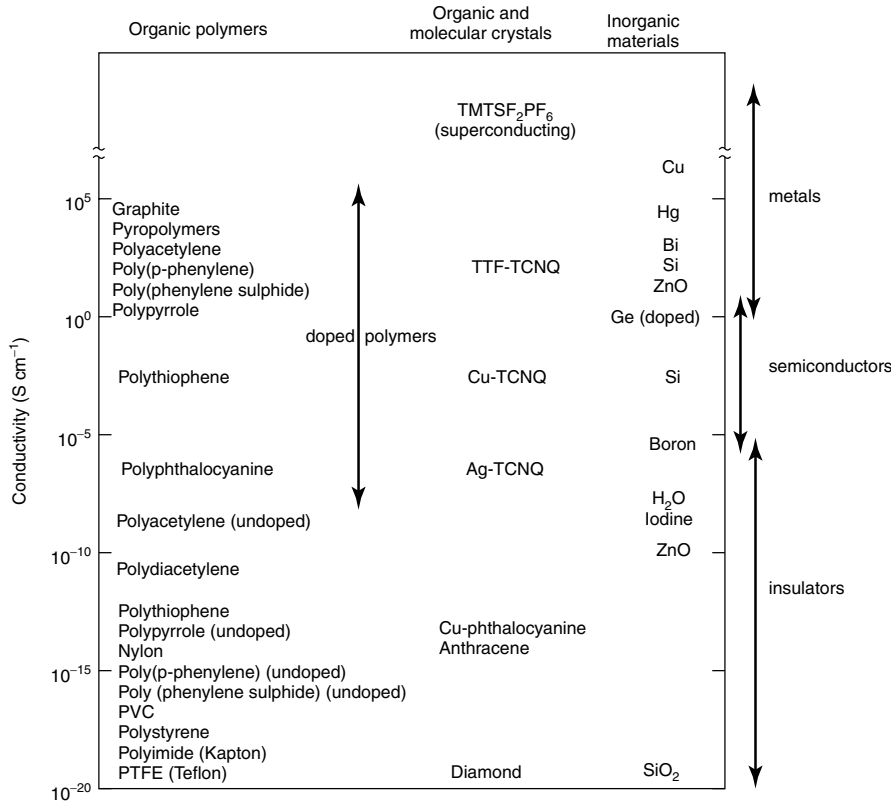 Organic polymers
Organic and
molecular crystals
Inorganic
materials
TMTSF₂PF₆
(superconducting)
Cu
metals
10⁵
Graphite
Hg
Pyropolymers
Polyacetylene
Bi
Poly(p-phenylene)
TTF-TCNQ
Si
Poly(phenylene sulphide)
ZnO
Polypyrrole
10⁰
Ge (doped)
doped polymers
Polythiophene
Cu-TCNQ
Si
semiconductors
Conductivity (S cm⁻¹)
10⁻⁵
Boron
Polyphthalocyanine
Ag-TCNQ
H₂O
Polyacetylene (undoped)
Iodine
10⁻¹⁰
ZnO
Polydiacetylene
insulators
Polythiophene
Polypyrrole (undoped)
Cu-phthalocyanine
Nylon
Anthracene
10⁻¹⁵
Poly(p-phenylene) (undoped)
Poly (phenylene sulphide) (undoped)
PVC
Polystyrene
Polyimide (Kapton)
PTFE (Teflon)
Diamond
SiO₂
10⁻²⁰